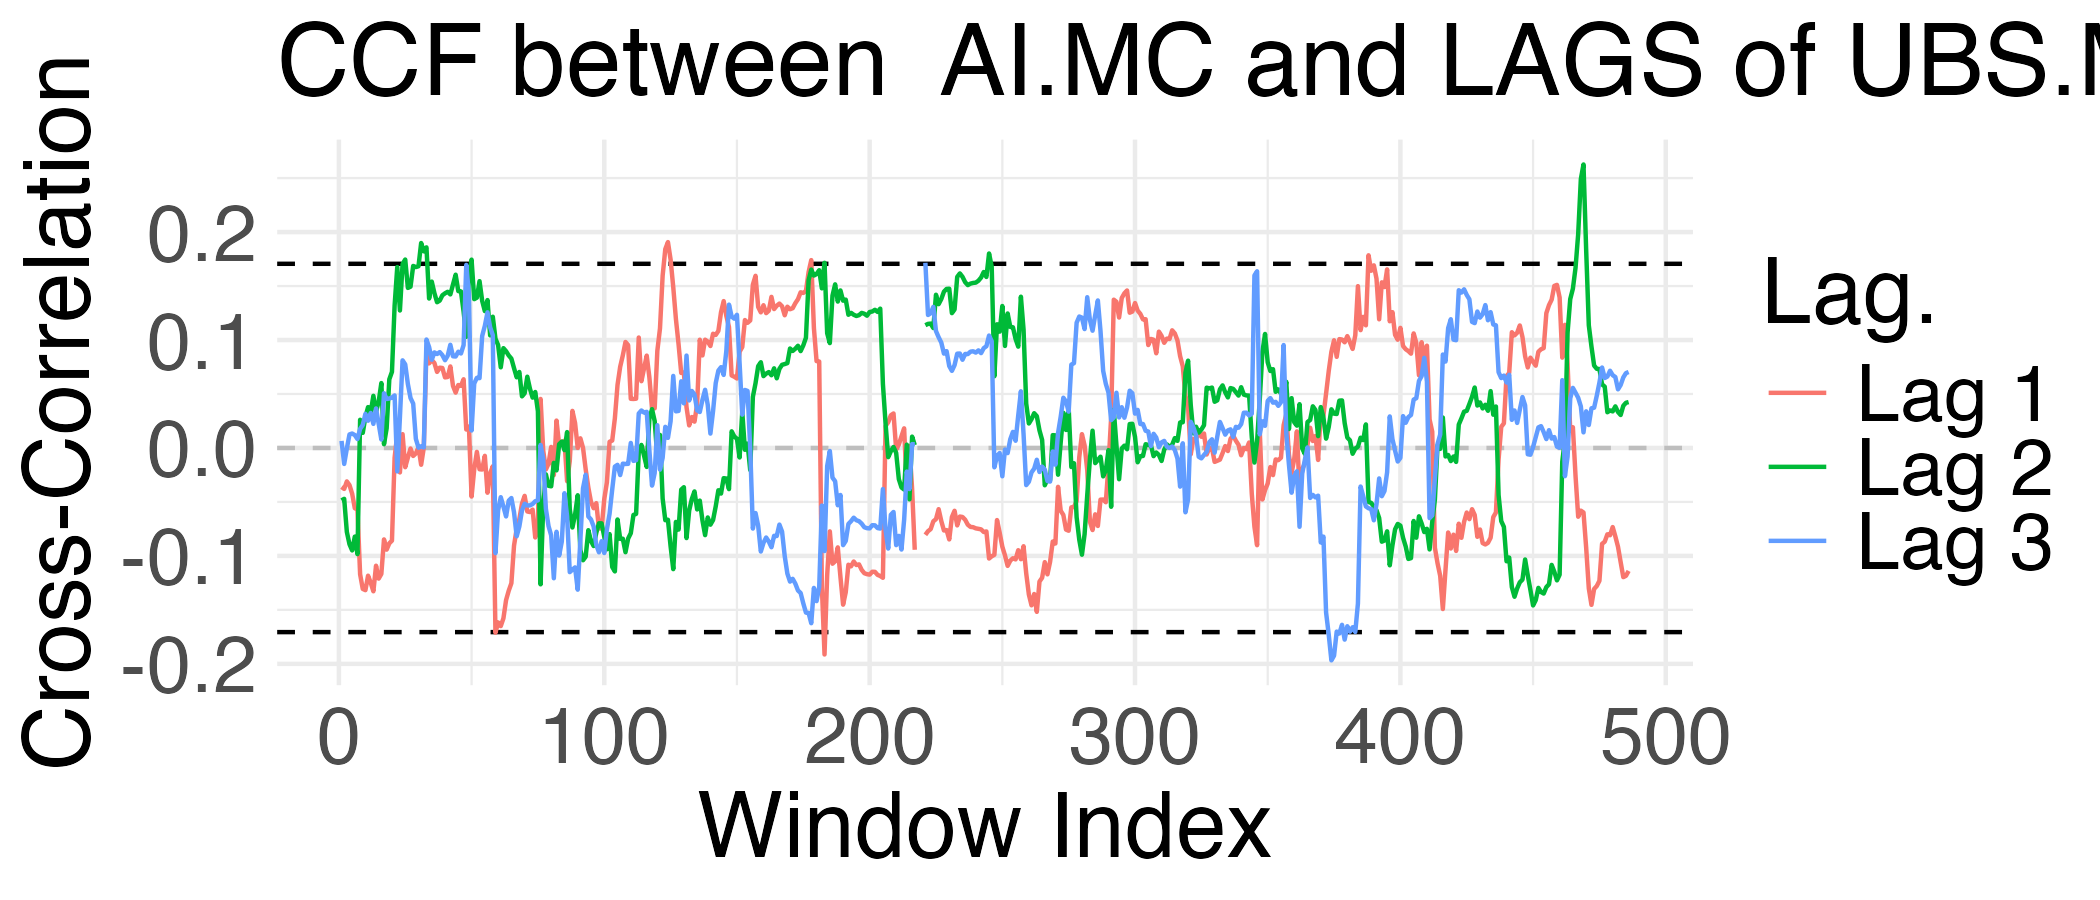 CCF between  AI.MC and LAGS of UBS.
Cross-Correlation
0.2
0.1
0.0
-0.1
-0.2
0
100
200
300
400
500
Window Index
Lag.
Lag 1
Lag 2
Lag 3